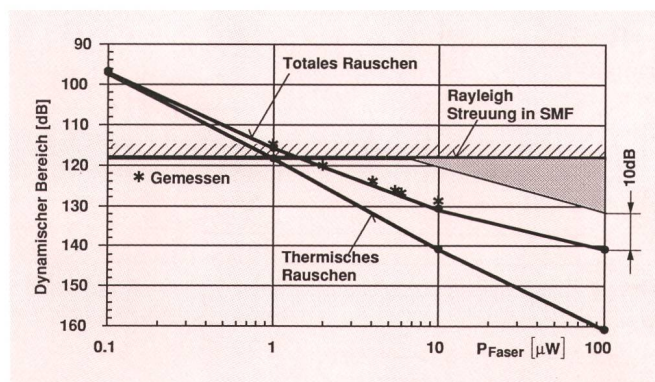 90
100
110
120
130
140
150
160
Dynamischer Bereich [dB]
Totales Rauschen
Rayleigh
Streuung in SMF
* Gemessen
10dB
Thermisches
Rauschen
0.1
1
10
100
P Faser [µW]